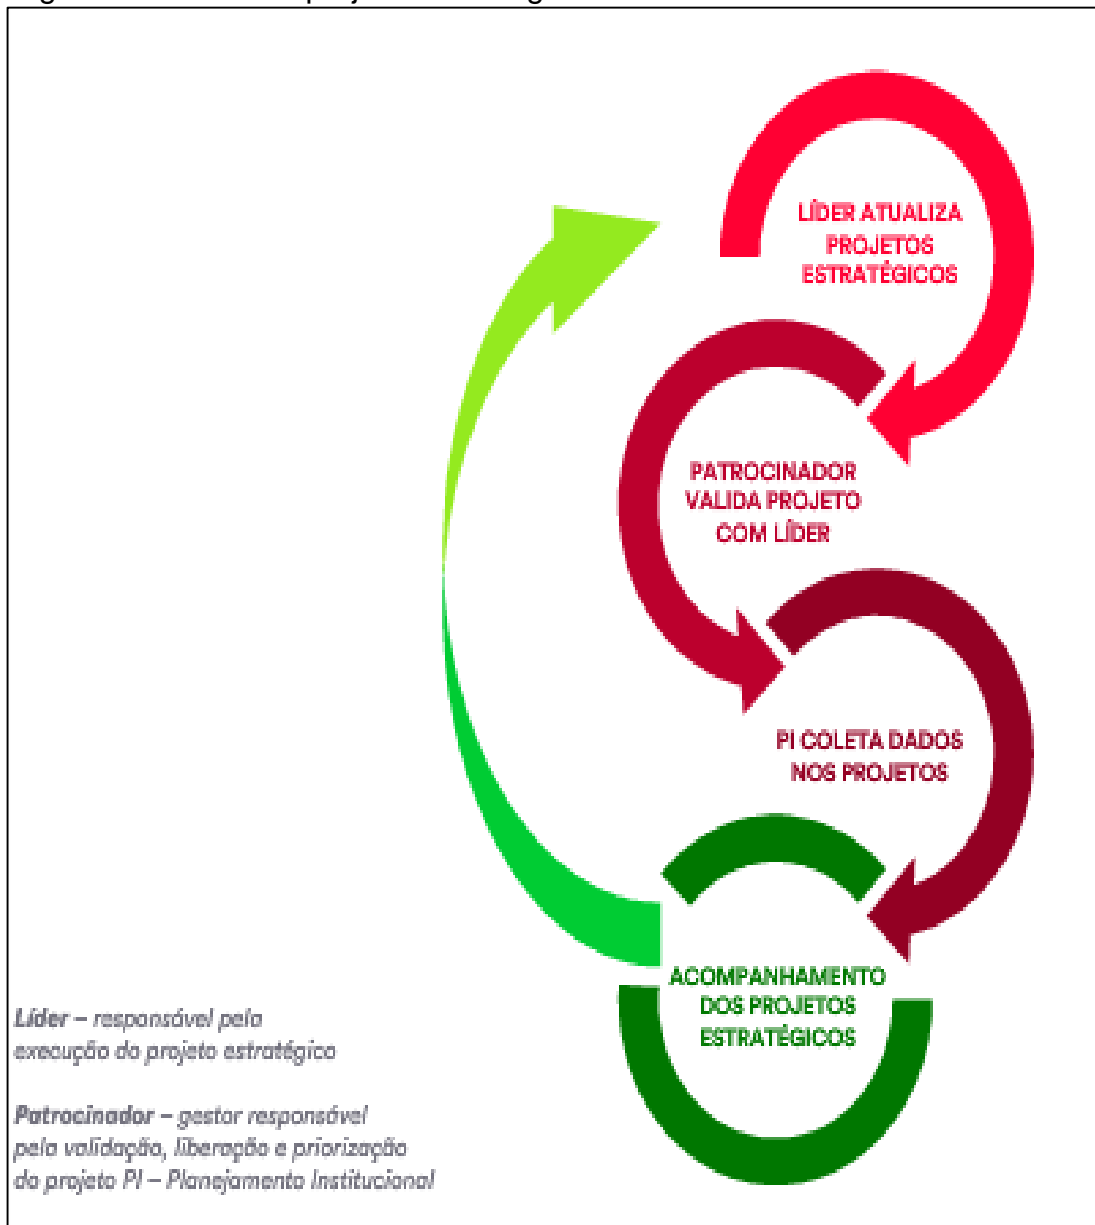 LÍDER ATUALIZA
PROJETOS
ESTRATÉGICOS
PATROCINADOR
VALIDA PROJETO
COM LÍDER
PI COLETA DADOS
NOS PROJETOS
ACOMPANHAMENTO
DOS PROJETOS
ESTRATÉGICOS
Líder – responsável pela
execução do projeto estratégico
Patrocinador – gestor responsável
pela validação, liberação e priorização
do projeto PI – Planejamento Institucional